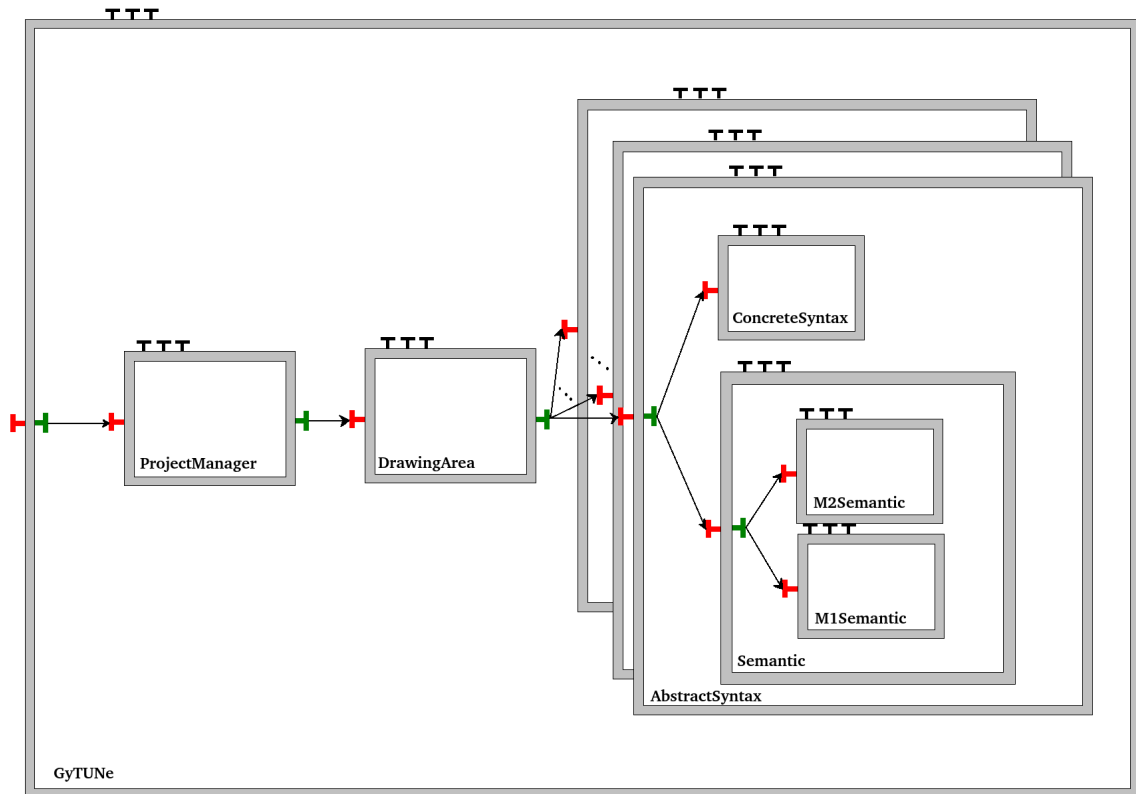 ConcreteSyntax
ProjectManager
DrawingArea
M2Semantic
M1Semantic
Semantic
AbstractSyntax
GyTUNe